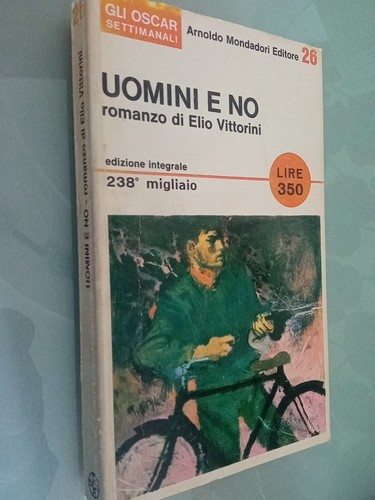 GLI OSCAR
SETTIMANALI
Arnoldo Mondadori Editore 26
UOMINI E NO
romanzo di Elio Vittorini
edizione integrale
238° migliaio
LIRE
350
26
UOMINI E NO - romanzo di Elio Vittorini